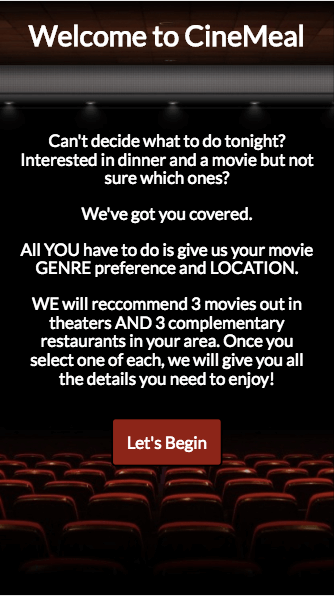 Welcome to CineMeal
Can't decide what to do tonight?
Interested in dinner and a movie but not
sure which ones?
We've got you covered.
All YOU have to do is give us your movie
GENRE preference and LOCATION.
WE will reccommend 3 movies out in
theaters AND 3 complementary
restaurants in your area. Once you
select one of each, we will give you all
the details you need to enjoy!
Let's Begin